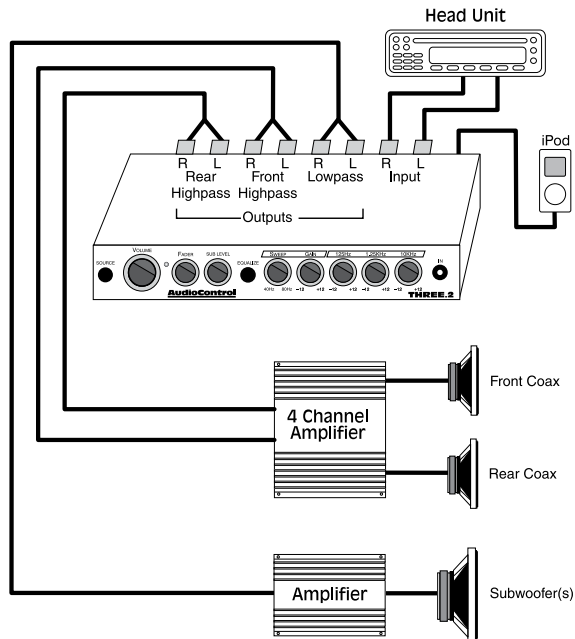 Head Unit
iPod
R L R L R L R L
Rear Front Lowpass Input
Highpass Highpass
Outputs
VOLUME
SOURCE
FADER
SUB LEVEL
EQUALIZE
SWEEP
GAIN
125Hz
1.25KHz
10KHz
IN
40Hz 80Hz -12 +12 -12 +12 -12 +12 -12 +12
AudioControl
THREE.2
4 Channel
Amplifier
Front Coax
Rear Coax
Amplifier
Subwoofer(s)